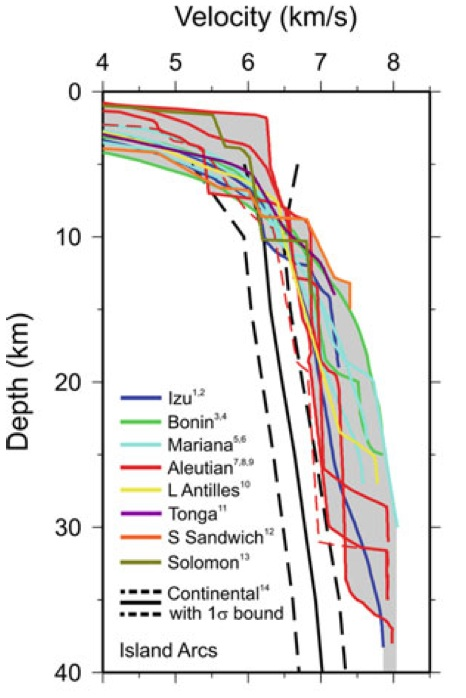 Velocity (km/s)
4 5 6 7 8
0
10
20
30
40
Depth (km)
Izu1,2
Bonin3,4
Mariana5,6
Aleutian7,8,9
L Antilles10
Tonga11
S Sandwich12
Solomon13
Continental14
with 1σ bound
Island Arcs